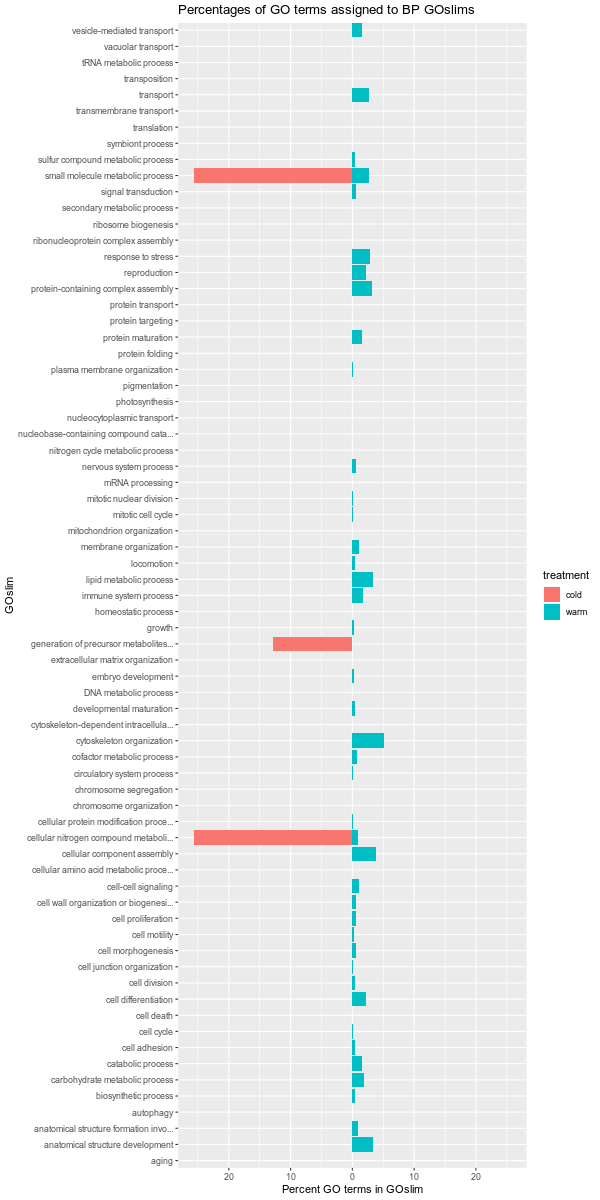 Percentages of GO terms assigned to BP GOslims
vesicle-mediated transport
vacuolar transport
tRNA metabolic process
transposition
transport
transmembrane transport
translation
symbiont process
sulfur compound metabolic process
small molecule metabolic process
signal transduction
secondary metabolic process
ribosome biogenesis
ribonucleoprotein complex assembly
response to stress
reproduction
protein-containing complex assembly
protein transport
protein targeting
protein maturation
protein folding
plasma membrane organization
pigmentation
photosynthesis
nucleocytoplasmic transport
nucleobase-containing compound cata...
nitrogen cycle metabolic process
nervous system process
mRNA processing
mitotic nuclear division
mitotic cell cycle
mitochondrion organization
membrane organization
locomotion
lipid metabolic process
immune system process
homeostatic process
growth
generation of precursor metabolites...
extracellular matrix organization
embryo development
DNA metabolic process
developmental maturation
cytoskeleton-dependent intracellula...
cytoskeleton organization
cofactor metabolic process
circulatory system process
chromosome segregation
chromosome organization
cellular protein modification proce...
cellular nitrogen compound metaboli...
cellular component assembly
cellular amino acid metabolic proce...
cell-cell signaling
cell wall organization or biogenesi...
cell proliferation
cell motility
cell morphogenesis
cell junction organization
cell division
cell differentiation
cell death
cell cycle
cell adhesion
catabolic process
carbohydrate metabolic process
biosynthetic process
autophagy
anatomical structure formation invo...
anatomical structure development
aging
GOslim
20 10 0 10 20
Percent GO terms in GOslim
treatment
cold
warm